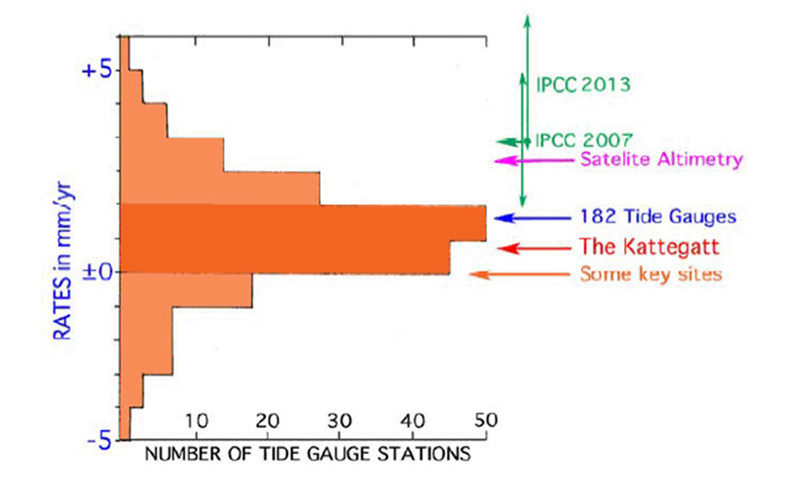 +5
IPCC 2013
IPCC 2007
Satelite Altimetry
RATES in mm/yr
182 Tide Gauges
The Kattegatt
±0
Some key sites
10 20 30 40 50
-5
NUMBER OF TIDE GAUGE STATIONS